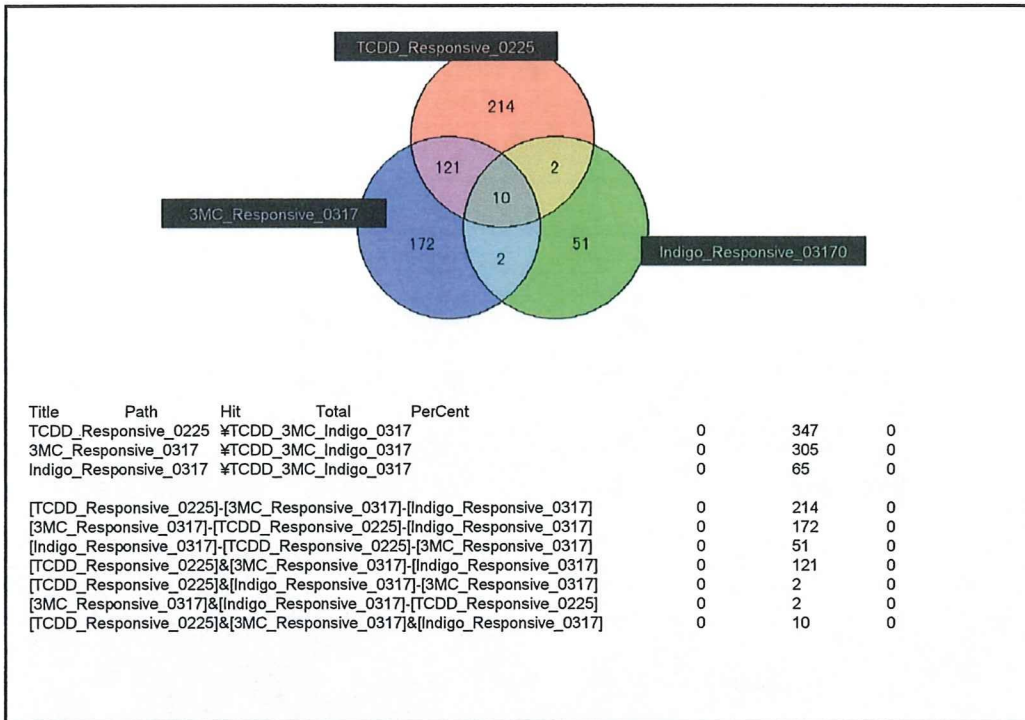 TCDD_Responsive_0225
214
121
2
10
3MC_Responsive_0317
172
2
51
Indigo_Responsive_03170
Title Path Hit Total PerCent
TCDD_Responsive_0225 ¥TCDD_3MC_Indigo_0317 0 347 0
3MC_Responsive_0317 ¥TCDD_3MC_Indigo_0317 0 305 0
Indigo_Responsive_0317 ¥TCDD_3MC_Indigo_0317 0 65 0
[TCDD_Responsive_0225]-[3MC_Responsive_0317]-[Indigo_Responsive_0317] 0 214 0
[3MC_Responsive_0317]-[TCDD_Responsive_0225]-[Indigo_Responsive_0317] 0 172 0
[Indigo_Responsive_0317]-[TCDD_Responsive_0225]-[3MC_Responsive_0317] 0 51 0
[TCDD_Responsive_0225]&[3MC_Responsive_0317]-[Indigo_Responsive_0317] 0 121 0
[TCDD_Responsive_0225]&[Indigo_Responsive_0317]-[3MC_Responsive_0317] 0 2 0
[3MC_Responsive_0317]&[Indigo_Responsive_0317]-[TCDD_Responsive_0225] 0 2 0
[TCDD_Responsive_0225]&[3MC_Responsive_0317]&[Indigo_Responsive_0317] 0 10 0